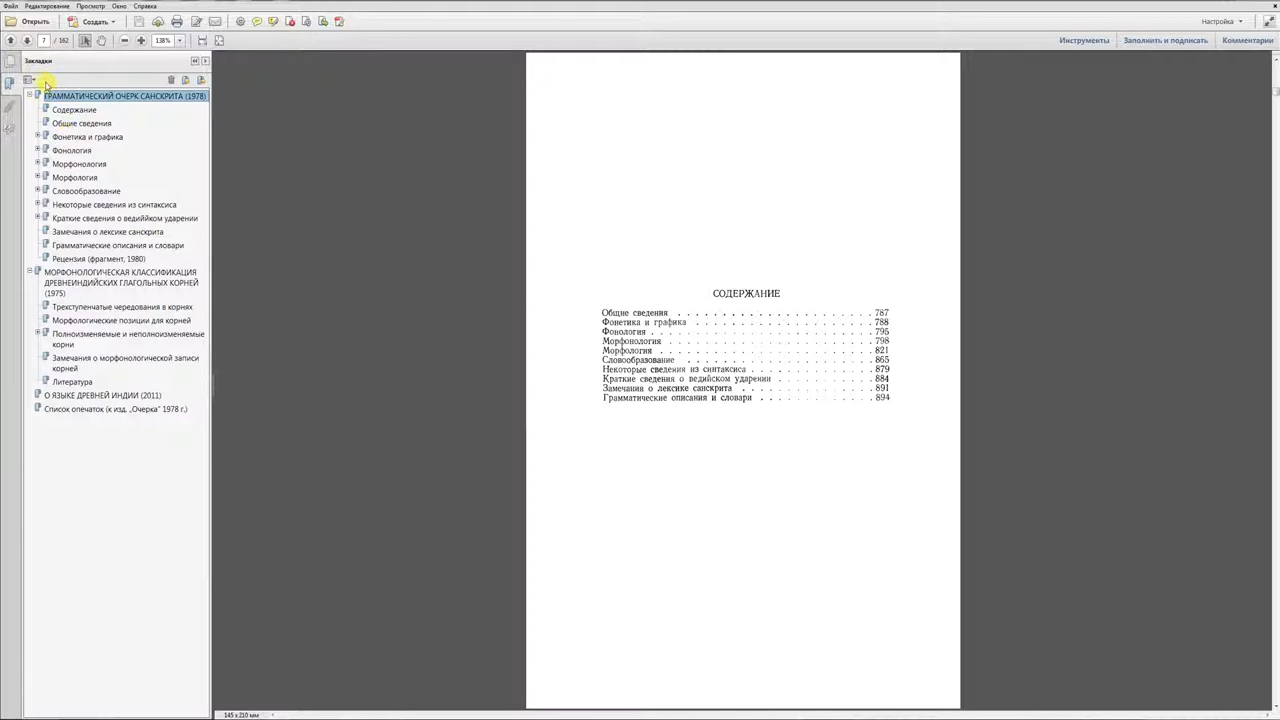 Файл Редактирование Просмотр Окно Справка
Открыть Создать Настройка
7 / 162 138% Инструменты Заполнить и подписать Комментарии
Закладки
ГРАММАТИЧЕСКИЙ ОЧЕРК САНСКРИТА (1978)
Содержание
Общие сведения
Фонетика и графика
Фонология
Морфонология
Морфология
Словообразование
Некоторые сведения из синтаксиса
Краткие сведения о ведиййком ударении
Замечания о лексике санскрита
Грамматические описания и словари
Рецензия (фрагмент, 1980)
МОРФОНОЛОГИЧЕСКАЯ КЛАССИФИКАЦИЯ
ДРЕВНЕИНДИЙСКИХ ГЛАГОЛЬНЫХ КОРНЕЙ
(1975)
Трехступенчатые чередования в корнях
Морфологические позиции для корней
Полноизменяемые и неполноизменяемые
корни
Замечания о морфонологической записи
корней
Литература
О ЯЗЫКЕ ДРЕВНЕЙ ИНДИИ (2011)
Список опечаток (к изд. „Очерка" 1978 г.)
СОДЕРЖАНИЕ
Общие сведения . . . . . . . . . . . . . . . . 787
Фонетика и графика . . . . . . . . . . . . . . 788
Фонология . . . . . . . . . . . . . . . . . . 795
Морфонология . . . . . . . . . . . . . . . . . 798
Морфология . . . . . . . . . . . . . . . . . . 821
Словообразование . . . . . . . . . . . . . . . 865
Некоторые сведения из синтаксиса . . . . . . . . 879
Краткие сведения о ведийском ударении . . . . . . 884
Замечания о лексике санскрита . . . . . . . . . 891
Грамматические описания и словари . . . . . . . 894
145 x 210 мм